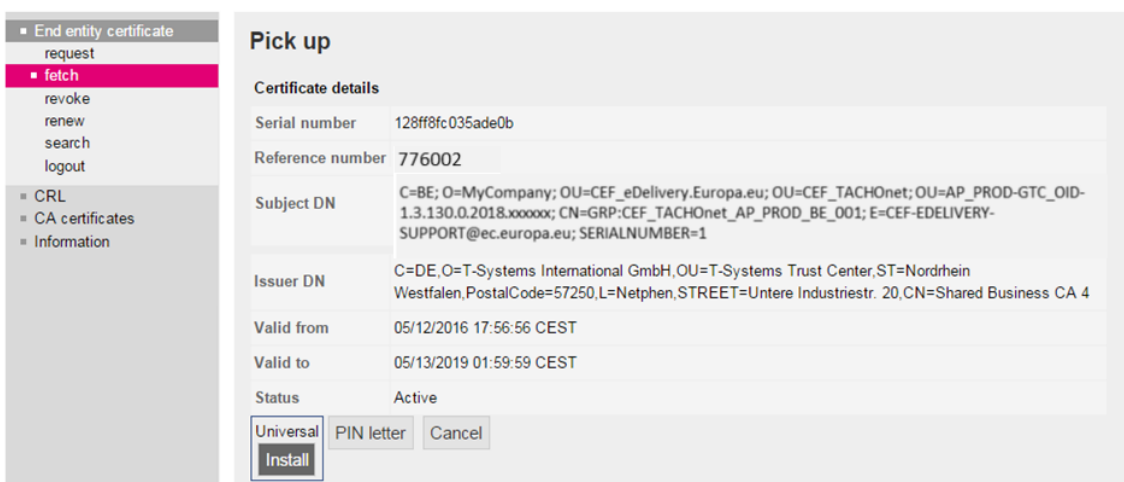 End entity certificate
request
fetch
revoke
renew
search
logout
CRL
CA certificates
Information
Pick up
Certificate details
Serial number 128ff8fc035ade0b
Reference number 776002
Subject DN
C=BE; O=MyCompany; OU=CEF_eDelivery.Europa.eu; OU=CEF_TACHOnet; OU=AP_PROD-GTC_OID-
1.3.130.0.2018.xxxxxx; CN=GRP:CEF_TACHOnet_AP_PROD_BE_001; E=CEF-EDELIVERY-
SUPPORT@ec.europa.eu; SERIALNUMBER=1
Issuer DN
C=DE,O=T-Systems International GmbH,OU=T-Systems Trust Center,ST=Nordrhein
Westfalen,PostalCode=57250,L=Netphen,STREET=Untere Industriestr. 20,CN=Shared Business CA 4
Valid from 05/12/2016 17:56:56 CEST
Valid to 05/13/2019 01:59:59 CEST
Status Active
Universal
Install
PIN letter
Cancel